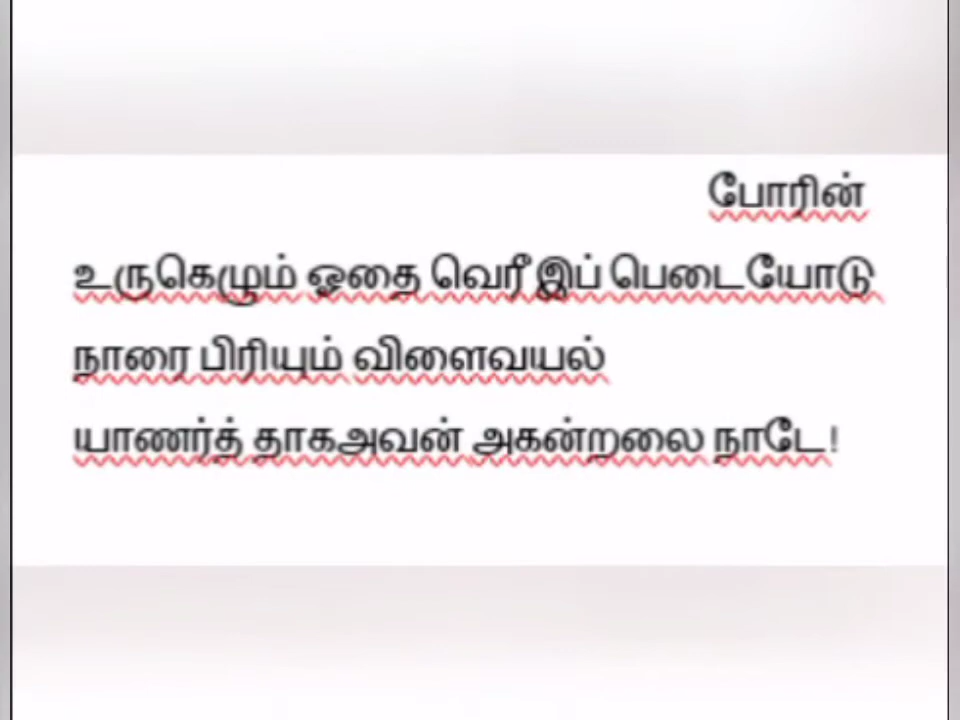 போரின்
உருகெழும் ஓதை வெரீ இப் பெடையோடு
நாரை பிரியும் விளைவயல்
யாணர்த் தாகஅவன் அகன்றலை நாடே!